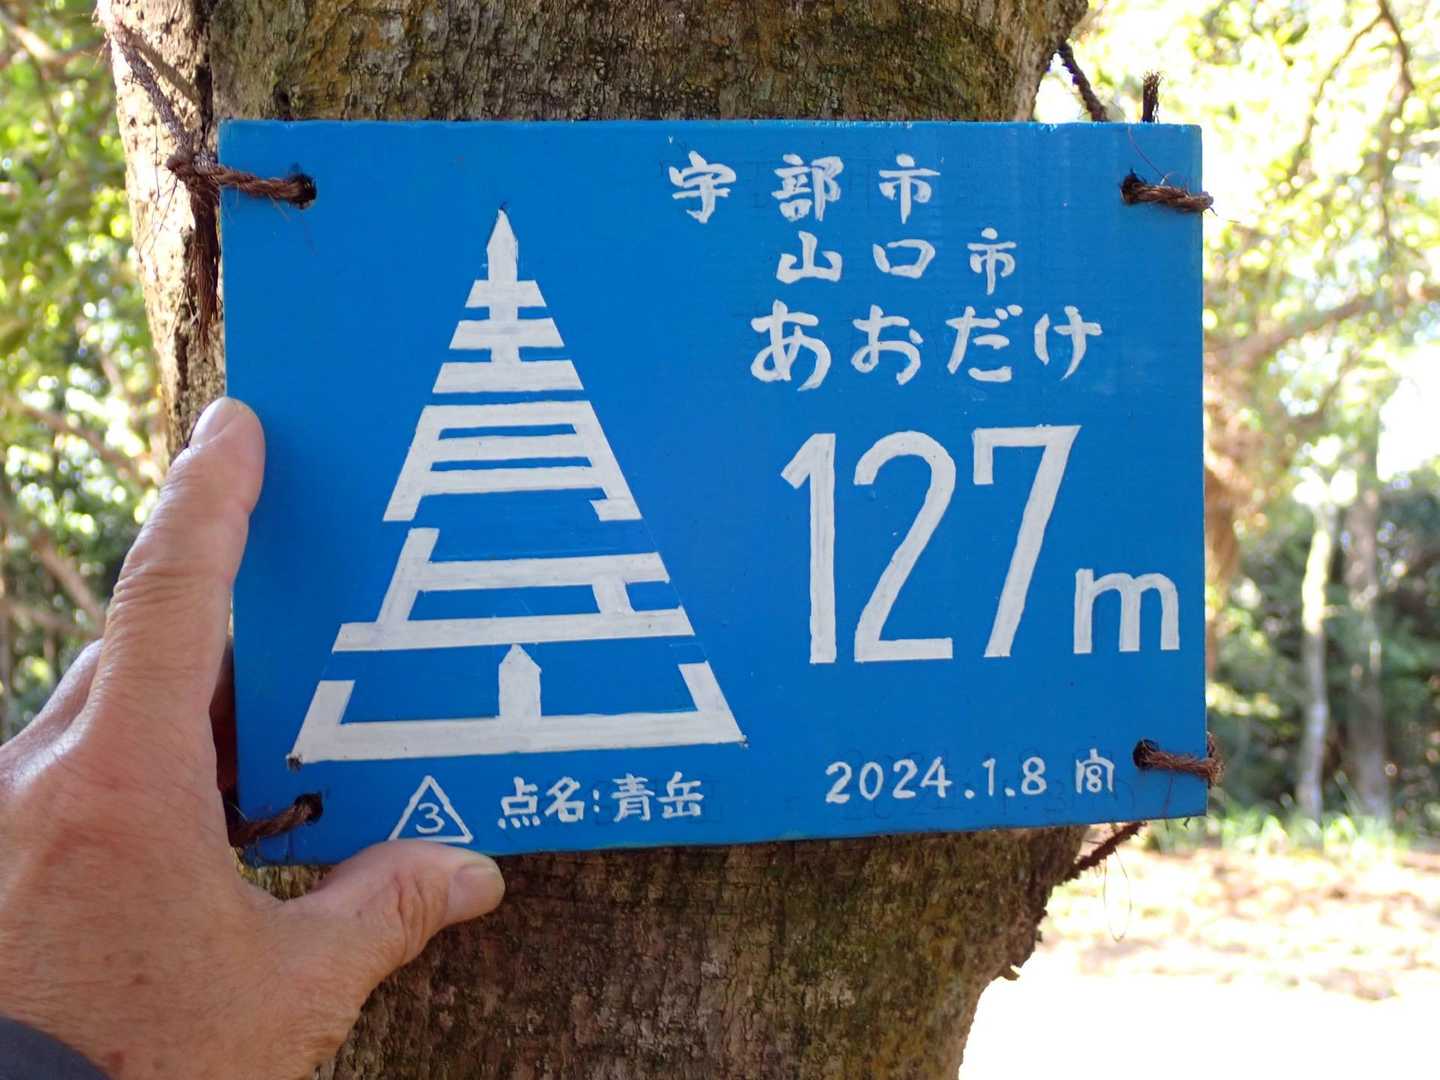 青岳
宇部市
山口市
あおだけ
127m
3 点名:青岳
2024.1.8 宮